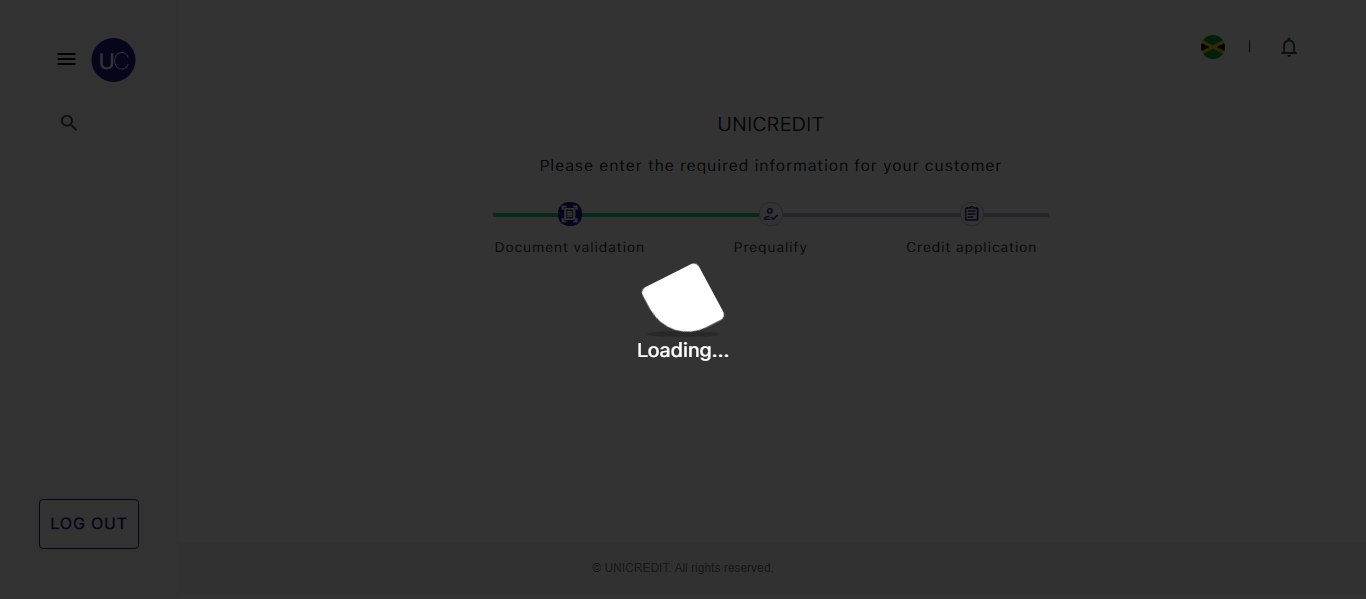 UC
UNICREDIT
Please enter the required information for your customer
Document validation
Prequalify
Credit application
Loading...
LOG OUT
© UNICREDIT. All rights reserved.